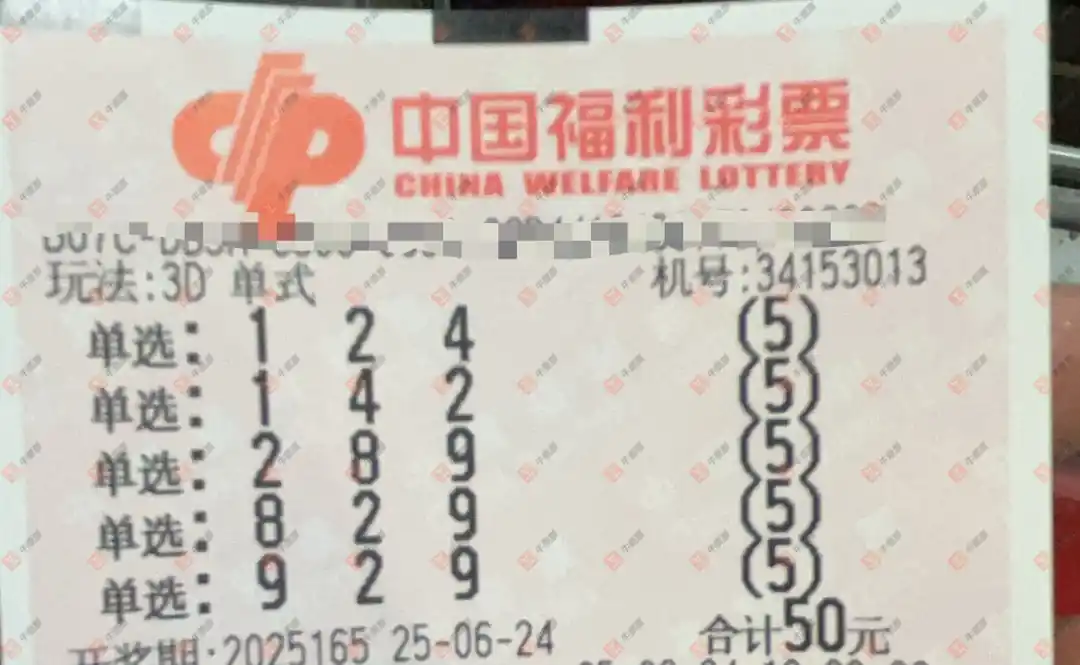 中国福利彩票
CHINA WELFARE LOTTERY
玩法:3D 单式 机号:34153013
单选: 1 2 4 (5)
单选: 1 4 2 (5)
单选: 2 8 9 (5)
单选: 8 2 9 (5)
单选: 9 2 9 (5)
开奖期:2025165 25-06-24 合计50元